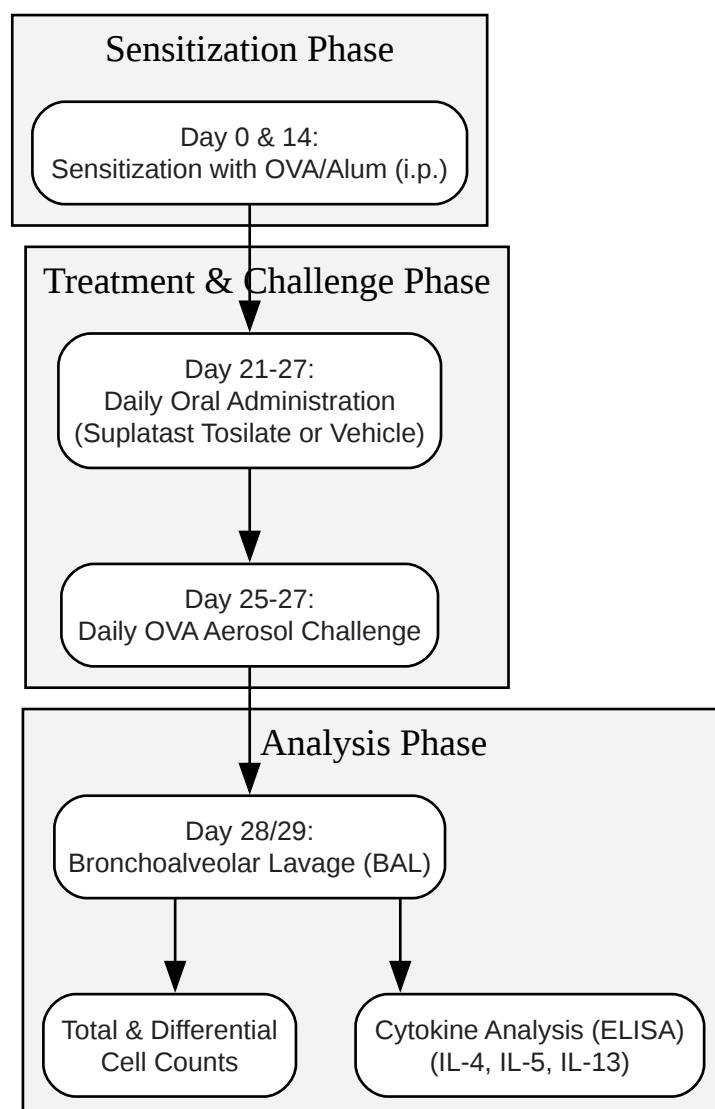 Sensitization Phase
Day 0 & 14:
Sensitization with OVA/Alum (i.p.)
Treatment & Challenge Phase
Day 21-27:
Daily Oral Administration
(Suplatast Tosilate or Vehicle)
Day 25-27:
Daily OVA Aerosol Challenge
Analysis Phase
Day 28/29:
Bronchoalveolar Lavage (BAL)
Total & Differential
Cell Counts
Cytokine Analysis (ELISA)
(IL-4, IL-5, IL-13)